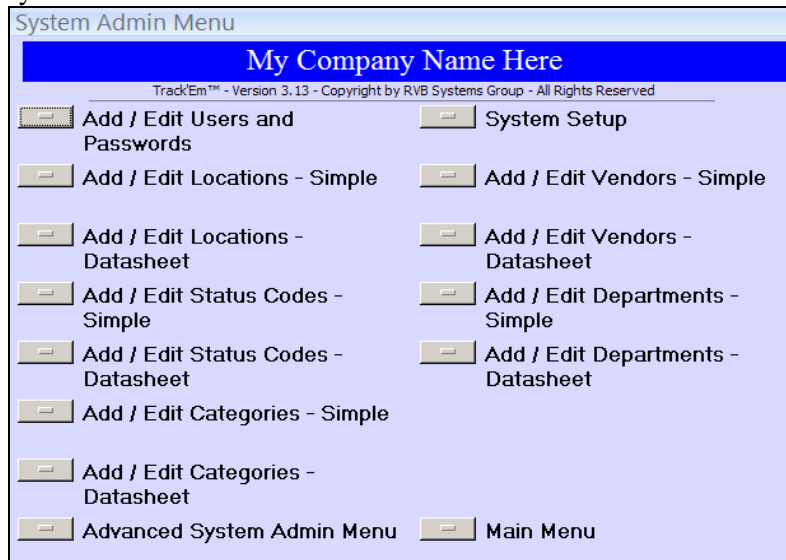 System Admin Menu
My Company Name Here
Track'Em™ - Version 3.13 - Copyright by RVB Systems Group - All Rights Reserved
Add / Edit Users and
Passwords
System Setup
Add / Edit Locations - Simple
Add / Edit Vendors - Simple
Add / Edit Locations -
Datasheet
Add / Edit Vendors -
Datasheet
Add / Edit Status Codes -
Simple
Add / Edit Departments -
Simple
Add / Edit Status Codes -
Datasheet
Add / Edit Departments -
Datasheet
Add / Edit Categories - Simple
Add / Edit Categories -
Datasheet
Advanced System Admin Menu
Main Menu